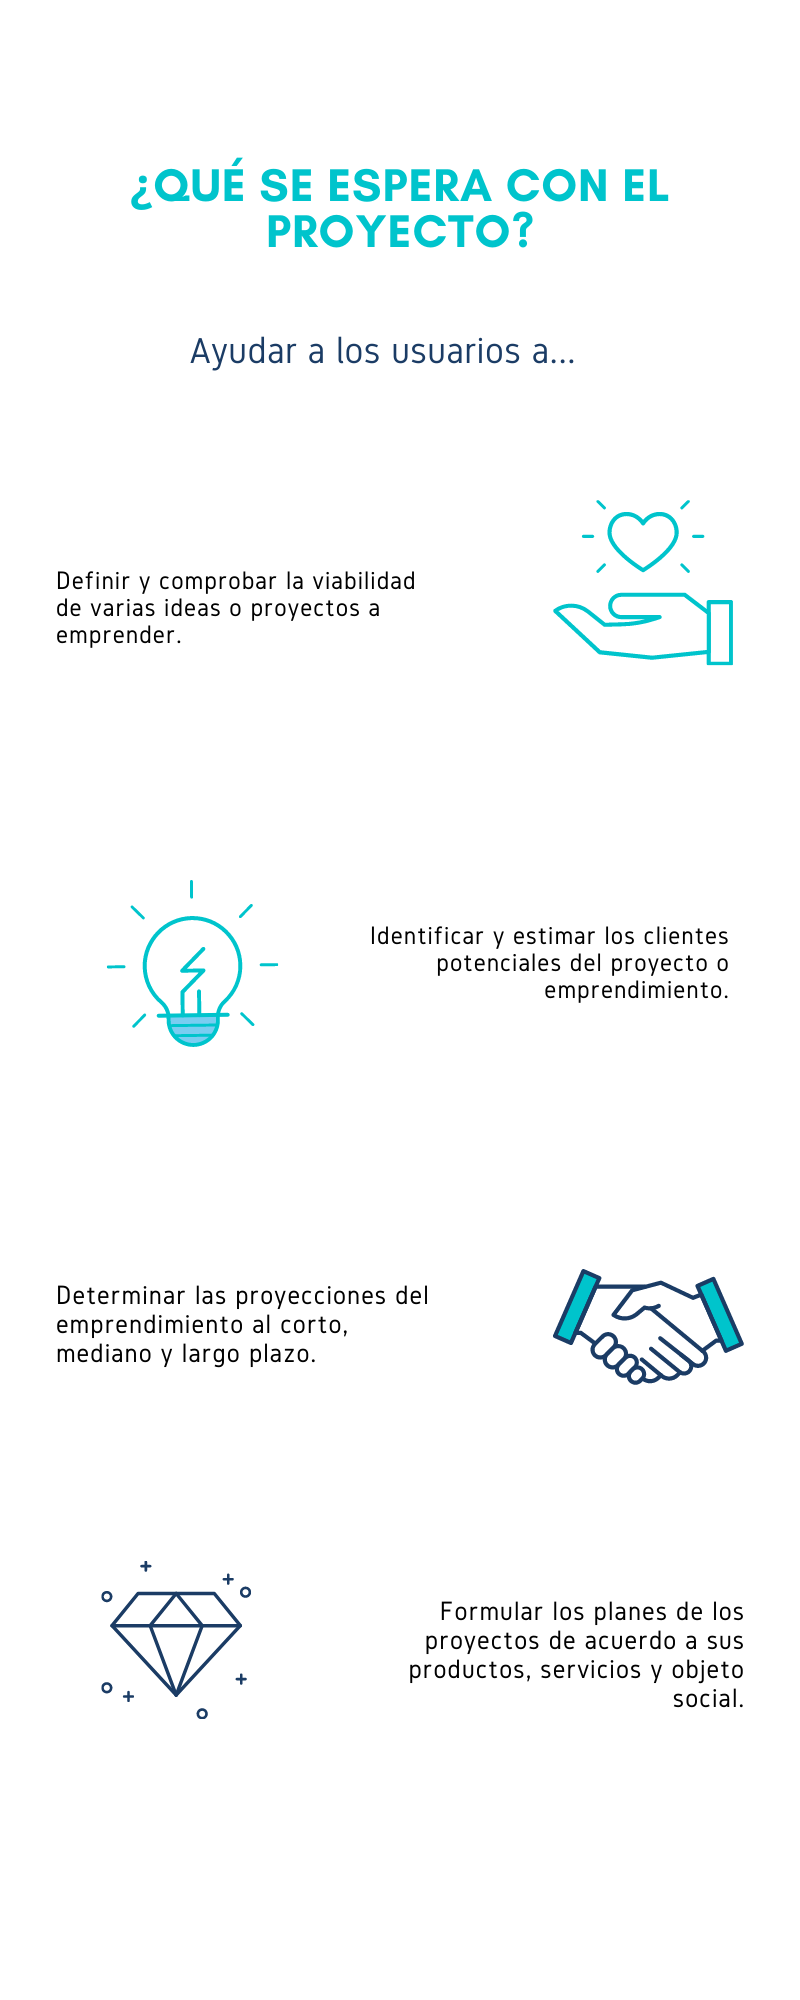 ¿QUÉ SE ESPERA CON EL
PROYECTO?
Ayudar a los usuarios a...
Definir y comprobar la viabilidad
de varias ideas o proyectos a
emprender.
Identificar y estimar los clientes
potenciales del proyecto o
emprendimiento.
Determinar las proyecciones del
emprendimiento al corto,
mediano y largo plazo.
Formular los planes de los
proyectos de acuerdo a sus
productos, servicios y objeto
social.